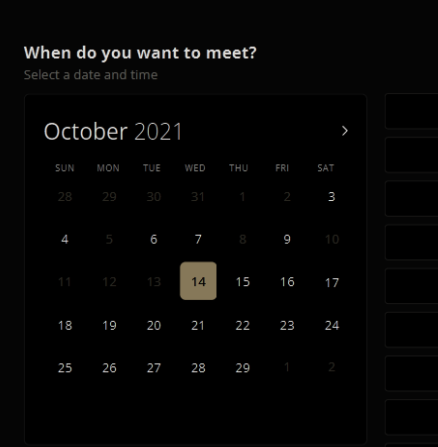 When do you want to meet?
Select a date and time
October 2021
SUN MON TUE WED THU FRI SAT
28 29 30 31 1 2 3
4 5 6 7 8 9 10
11 12 13 14 15 16 17
18 19 20 21 22 23 24
25 26 27 28 29 1 2